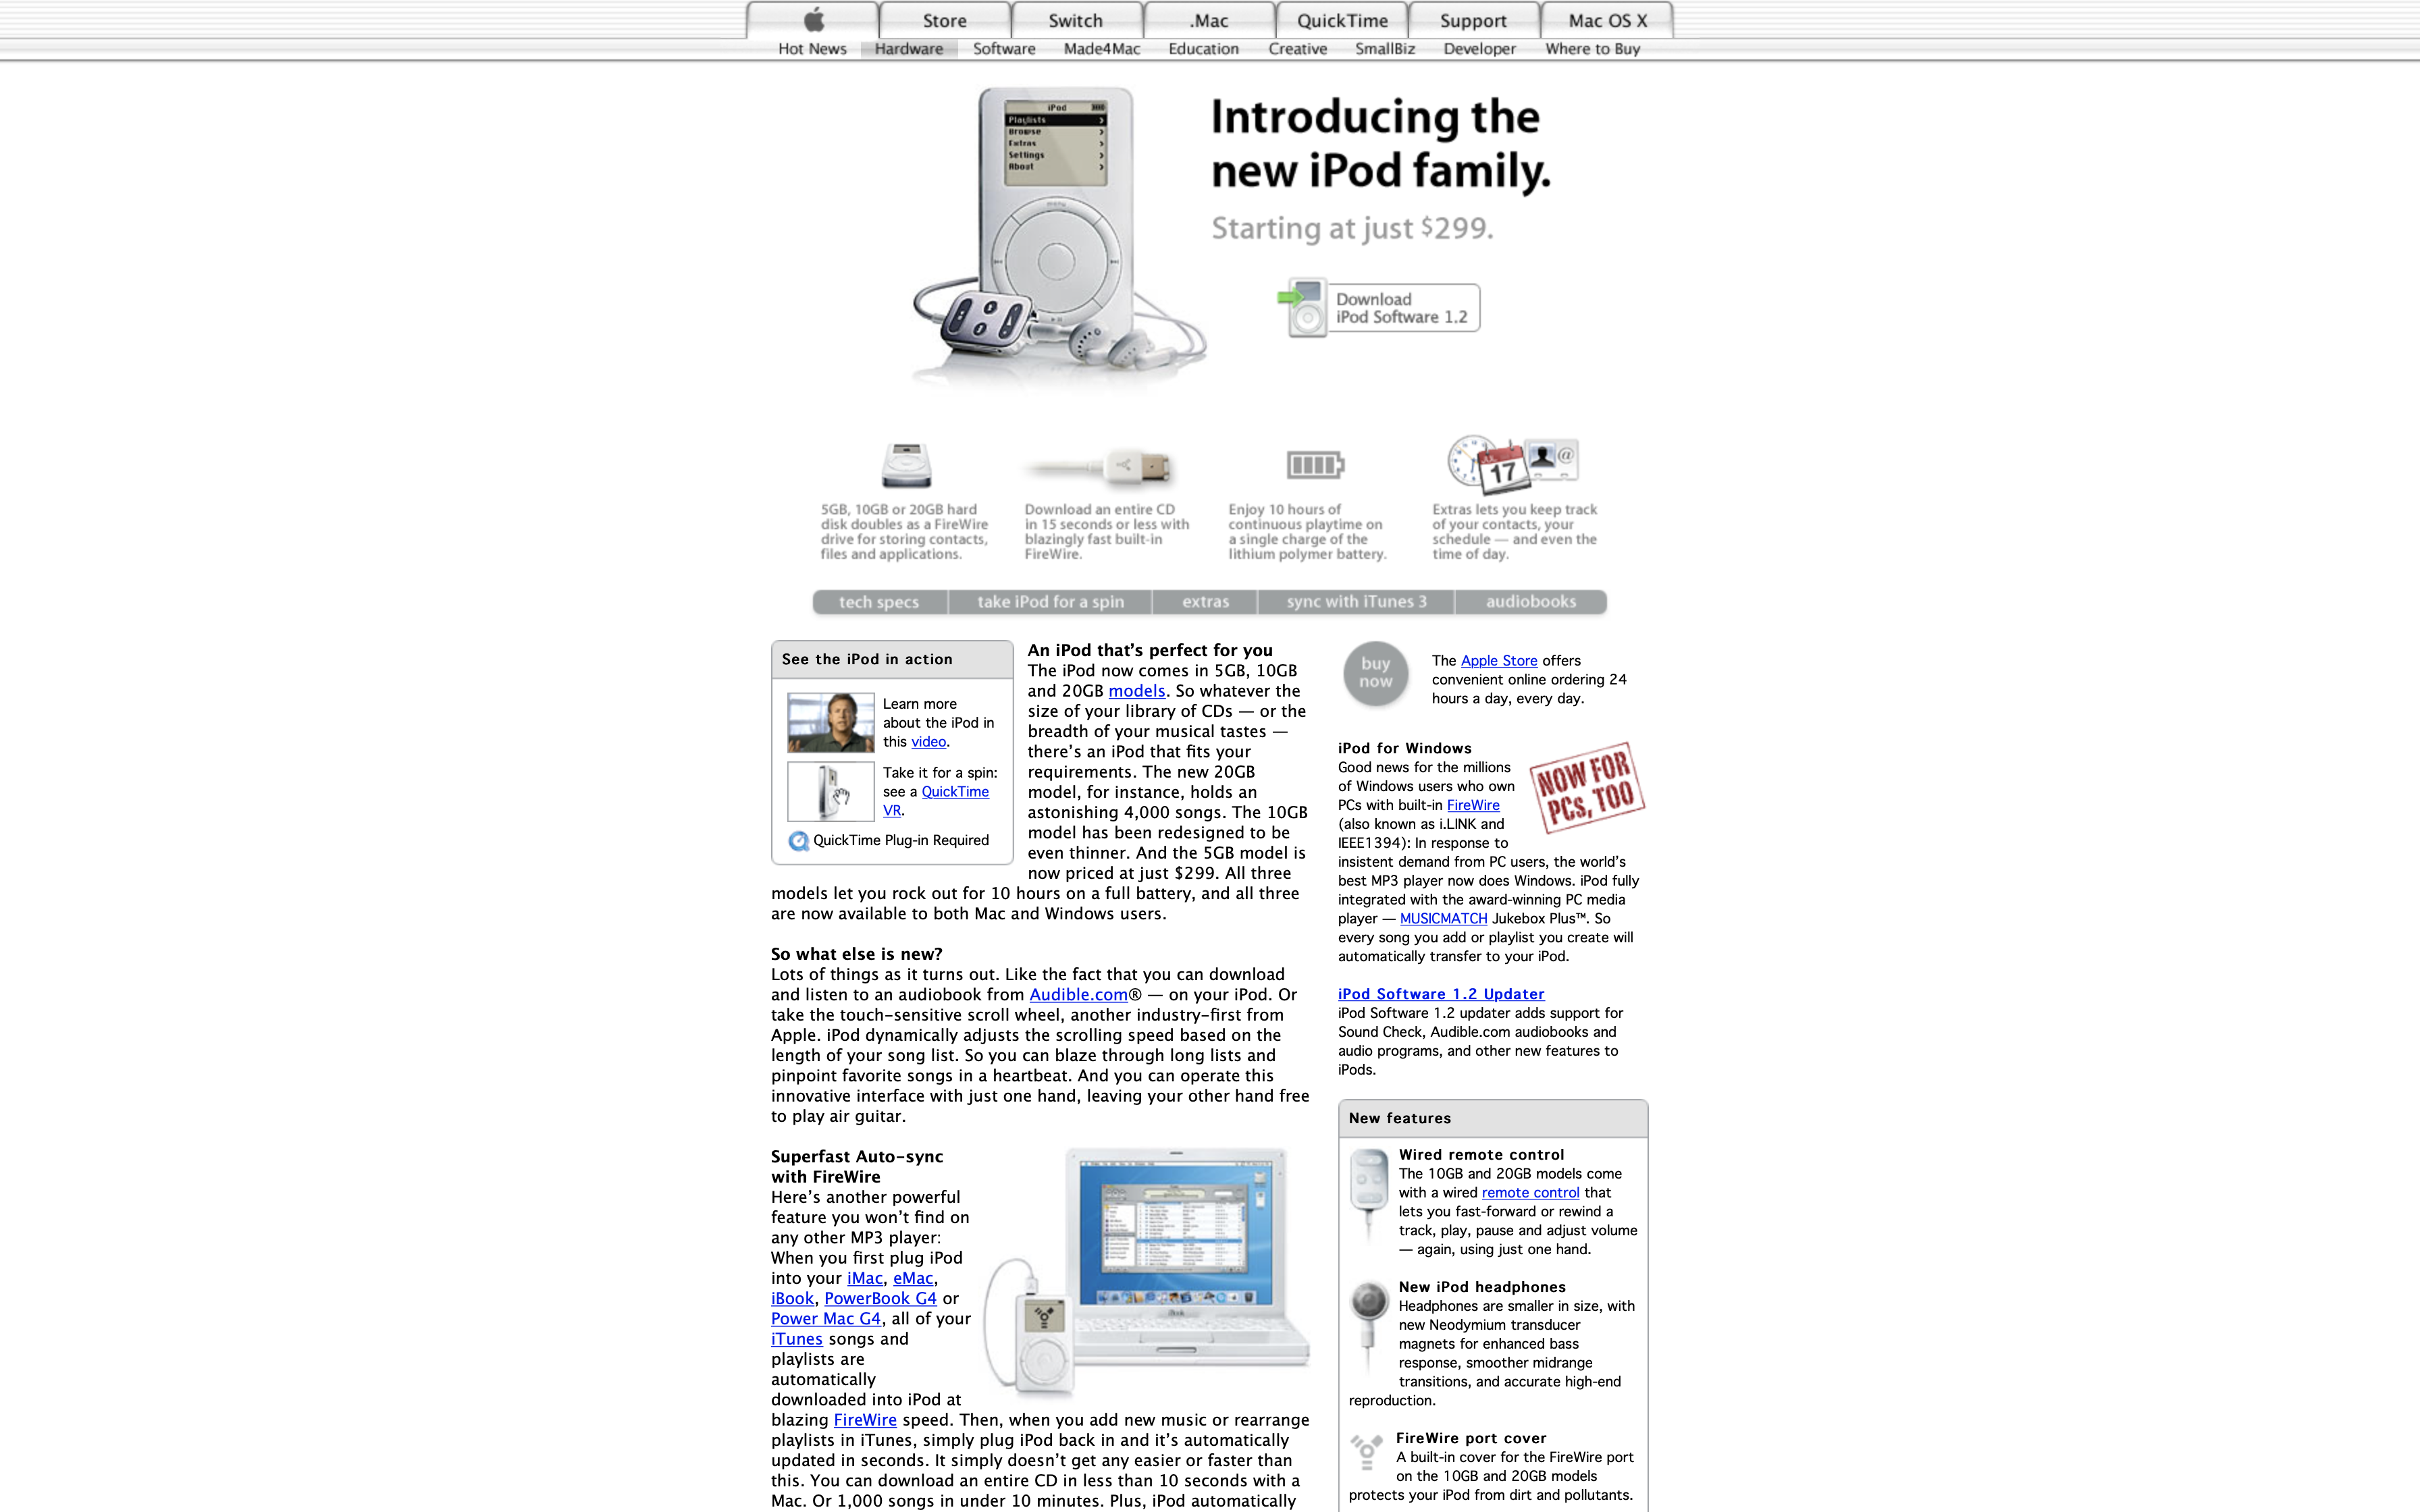 Store
Switch
.Mac
QuickTime
Support
Mac OS X
Hot News
Hardware
Software
Made4Mac
Education
Creative
SmallBiz
Developer
Where to Buy
iPod
Playlists
Browse
Extras
Settings
About
menu
Introducing the
new iPod family.
Starting at just $299.
Download
iPod Software 1.2
17
@
5GB, 10GB or 20GB hard
disk doubles as a FireWire
drive for storing contacts,
files and applications.
Download an entire CD
in 15 seconds or less with
blazingly fast built-in
FireWire.
Enjoy 10 hours of
continuous playtime on
a single charge of the
lithium polymer battery.
Extras lets you keep track
of your contacts, your
schedule — and even the
time of day.
tech specs
take iPod for a spin
extras
sync with iTunes 3
audiobooks
See the iPod in action
Learn more
about the iPod in
this video.
Take it for a spin:
see a QuickTime
VR.
QuickTime Plug-in Required
An iPod that's perfect for you
The iPod now comes in 5GB, 10GB
and 20GB models. So whatever the
size of your library of CDs — or the
breadth of your musical tastes —
there's an iPod that fits your
requirements. The new 20GB
model, for instance, holds an
astonishing 4,000 songs. The 10GB
model has been redesigned to be
even thinner. And the 5GB model is
now priced at just $299. All three
models let you rock out for 10 hours on a full battery, and all three
are now available to both Mac and Windows users.
So what else is new?
Lots of things as it turns out. Like the fact that you can download
and listen to an audiobook from Audible.com® — on your iPod. Or
take the touch-sensitive scroll wheel, another industry-first from
Apple. iPod dynamically adjusts the scrolling speed based on the
length of your song list. So you can blaze through long lists and
pinpoint favorite songs in a heartbeat. And you can operate this
innovative interface with just one hand, leaving your other hand free
to play air guitar.
Superfast Auto-sync
with FireWire
Here's another powerful
feature you won't find on
any other MP3 player:
When you first plug iPod
into your iMac, eMac,
iBook, PowerBook G4 or
Power Mac G4, all of your
iTunes songs and
playlists are
automatically
downloaded into iPod at
blazing FireWire speed. Then, when you add new music or rearrange
playlists in iTunes, simply plug iPod back in and it's automatically
updated in seconds. It simply doesn't get any easier or faster than
this. You can download an entire CD in less than 10 seconds with a
Mac. Or 1,000 songs in under 10 minutes. Plus, iPod automatically
iBook
buy
now
The Apple Store offers
convenient online ordering 24
hours a day, every day.
iPod for Windows
Good news for the millions
of Windows users who own
PCs with built-in FireWire
(also known as i.LINK and
IEEE1394): In response to
insistent demand from PC users, the world's
best MP3 player now does Windows. iPod fully
integrated with the award-winning PC media
player — MUSICMATCH Jukebox Plus™. So
every song you add or playlist you create will
automatically transfer to your iPod.
NOW FOR
PCs, TOO
iPod Software 1.2 Updater
iPod Software 1.2 updater adds support for
Sound Check, Audible.com audiobooks and
audio programs, and other new features to
iPods.
New features
Wired remote control
The 10GB and 20GB models come
with a wired remote control that
lets you fast-forward or rewind a
track, play, pause and adjust volume
— again, using just one hand.
New iPod headphones
Headphones are smaller in size, with
new Neodymium transducer
magnets for enhanced bass
response, smoother midrange
transitions, and accurate high-end
reproduction.
FireWire port cover
A built-in cover for the FireWire port
on the 10GB and 20GB models
protects your iPod from dirt and pollutants.